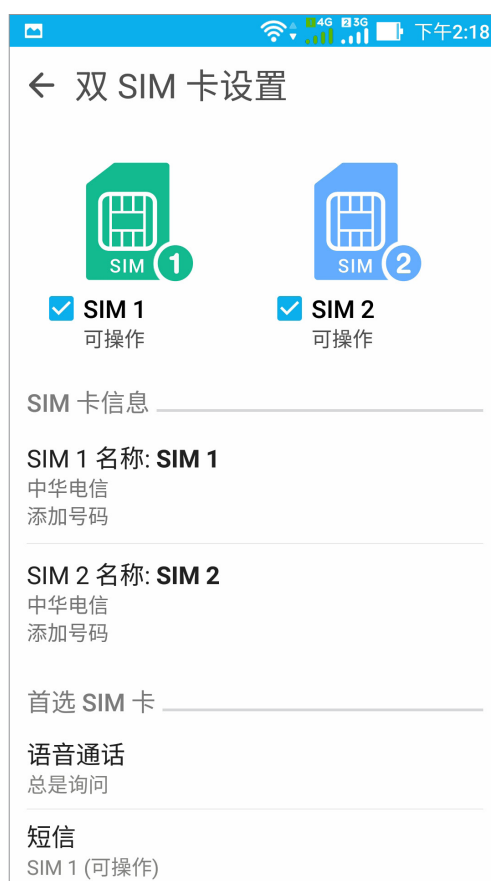 1 4G 2 3G 下午2:18
双 SIM 卡设置
SIM 1 SIM 2
SIM 1 SIM 2
可操作 可操作
SIM 卡信息
SIM 1 名称: SIM 1
中华电信
添加号码
SIM 2 名称: SIM 2
中华电信
添加号码
首选 SIM 卡
语音通话
总是询问
短信
SIM 1 (可操作)